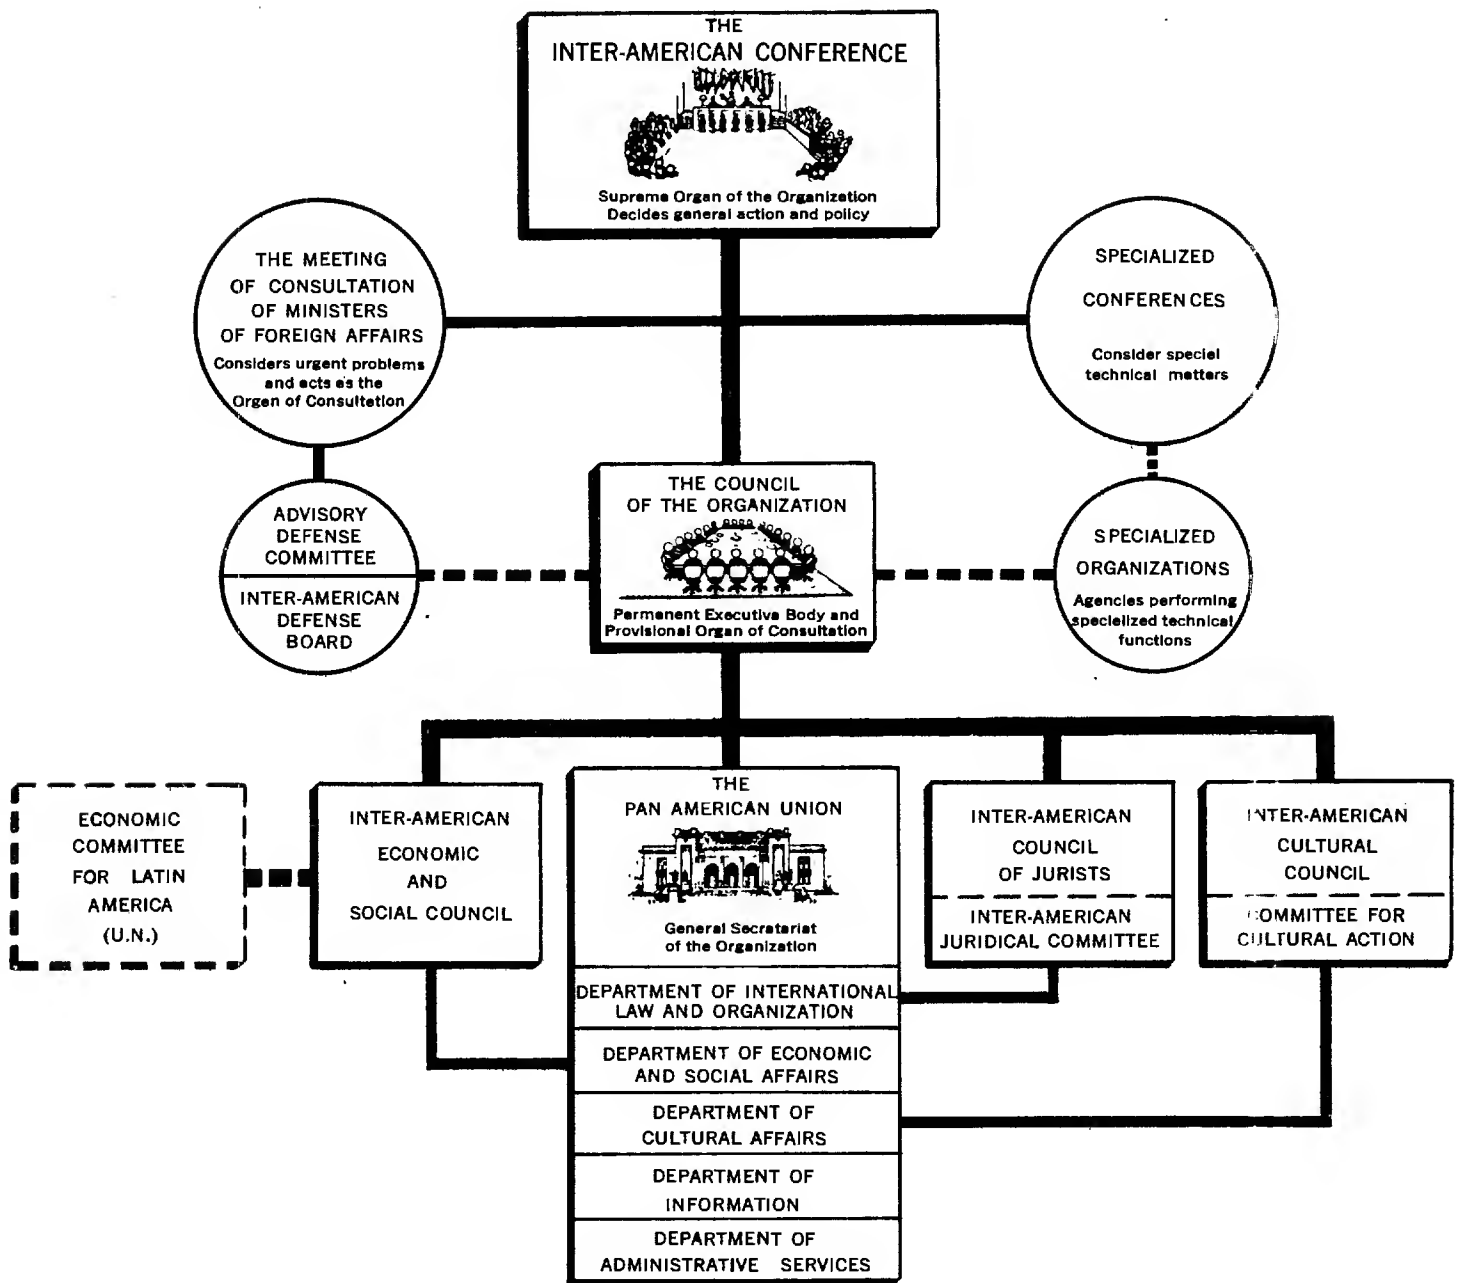 THE
INTER-AMERICAN CONFERENCE
Supreme Organ of the Organization
Decides general action and policy
THE MEETING
OF CONSULTATION
OF MINISTERS
OF FOREIGN AFFAIRS
Considers urgent problems
and acts as the
Organ of Consultation
SPECIALIZED
CONFERENCES
Consider special
technical matters
ADVISORY
DEFENSE
COMMITTEE
INTER-AMERICAN
DEFENSE
BOARD
THE COUNCIL
OF THE ORGANIZATION
Permanent Executive Body and
Provisional Organ of Consultation
SPECIALIZED
ORGANIZATIONS
Agencies performing
specialized technical
functions
ECONOMIC
COMMITTEE
FOR LATIN
AMERICA
(U.N.)
INTER-AMERICAN
ECONOMIC
AND
SOCIAL COUNCIL
THE
PAN AMERICAN UNION
General Secretariat
of the Organization
INTER-AMERICAN
COUNCIL
OF JURISTS
INTER-AMERICAN
JURIDICAL COMMITTEE
INTER-AMERICAN
CULTURAL
COUNCIL
COMMITTEE FOR
CULTURAL ACTION
DEPARTMENT OF INTERNATIONAL
LAW AND ORGANIZATION
DEPARTMENT OF ECONOMIC
AND SOCIAL AFFAIRS
DEPARTMENT OF
CULTURAL AFFAIRS
DEPARTMENT OF
INFORMATION
DEPARTMENT OF
ADMINISTRATIVE SERVICES